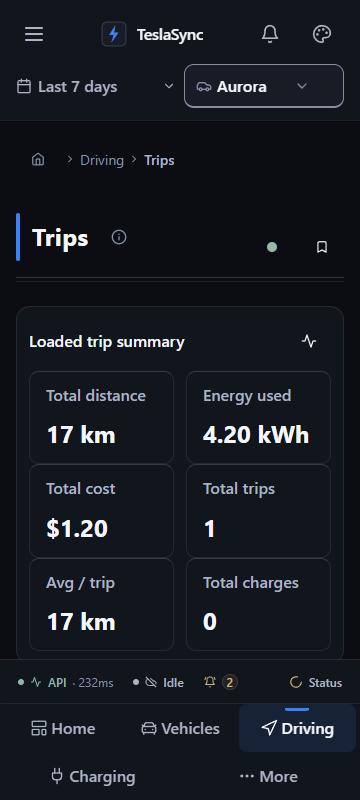 TeslaSync
Last 7 days
Aurora
Driving
Trips
Trips
Loaded trip summary
Total distance
17 km
Energy used
4.20 kWh
Total cost
$1.20
Total trips
1
Avg / trip
17 km
Total charges
0
API · 232ms
Idle
2
Status
Home
Vehicles
Driving
Charging
More